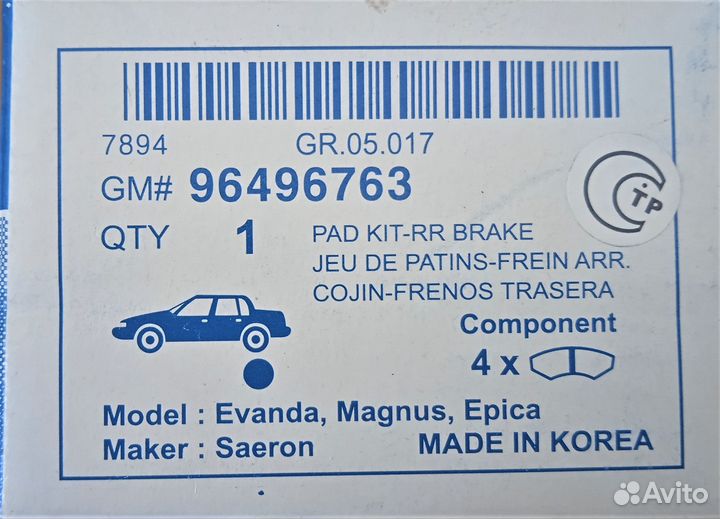 7894 GR.05.017
GM# 96496763
QTY 1 PAD KIT-RR BRAKE
JEU DE PATINS-FREIN ARR.
COJIN-FRENOS TRASERA
Component
4 x
Model : Evanda, Magnus, Epica
Maker : Saeron MADE IN KOREA
TP
Avito